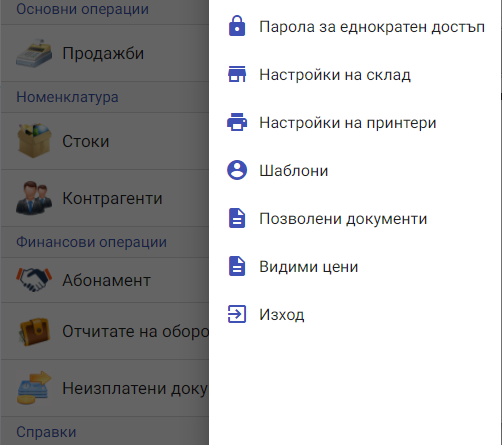 Основни операции
Продажби
Номенклатура
Стоки
Контрагенти
Финансови операции
Абонамент
Отчитате на оборо
Неизплатени доку
Справки
Парола за еднократен достъп
Настройки на склад
Настройки на принтери
Шаблони
Позволени документи
Видими цени
Изход